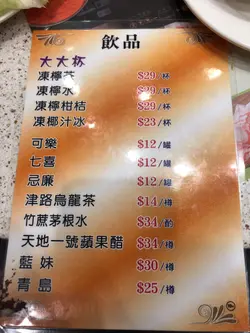 飲品
大大杯
凍檸茶 $29/杯
凍檸水 $29/杯
凍檸柑桔 $29/杯
凍椰汁冰 $23/杯
可樂 $12/罐
七喜 $12/罐
忌廉 $12/罐
津路烏龍茶 $14/樽
竹蔗茅根水 $34/酌
天地一號蘋果醋 $34/樽
藍妹 $30/樽
青島 $25/樽